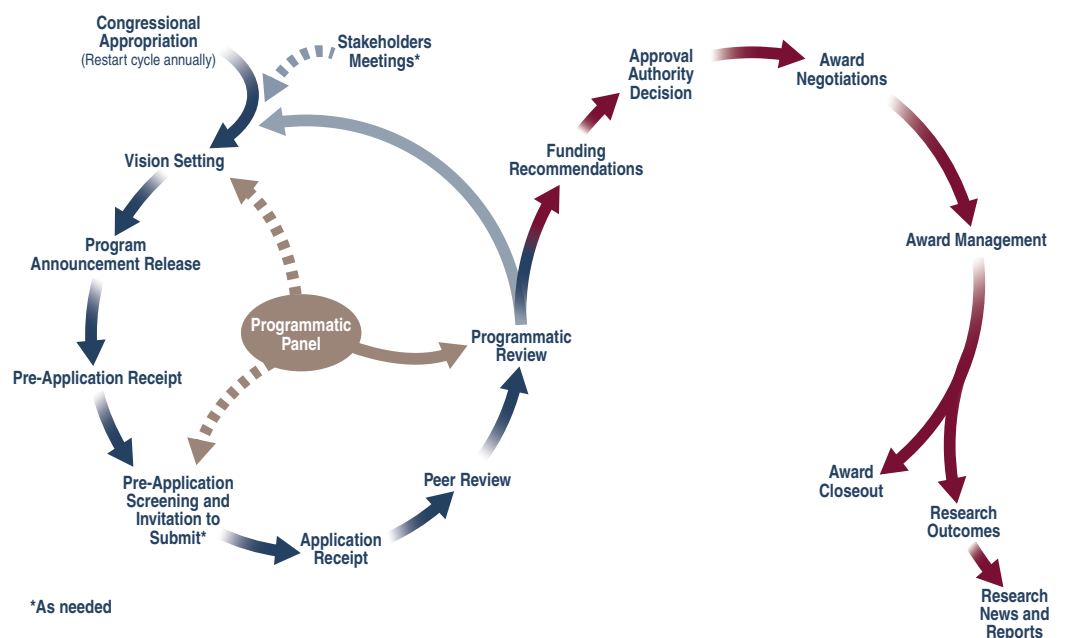 Congressional
Appropriation
(Restart cycle annually)
Stakeholders
Meetings*
Vision Setting
Program
Announcement Release
Pre-Application Receipt
Pre-Application
Screening and
Invitation to
Submit*
Application
Receipt
Peer Review
Programmatic
Review
Programmatic
Panel
Funding
Recommendations
Approval
Authority
Decision
Award
Negotiations
Award Management
Award
Closeout
Research
Outcomes
Research
News and
Reports
*As needed